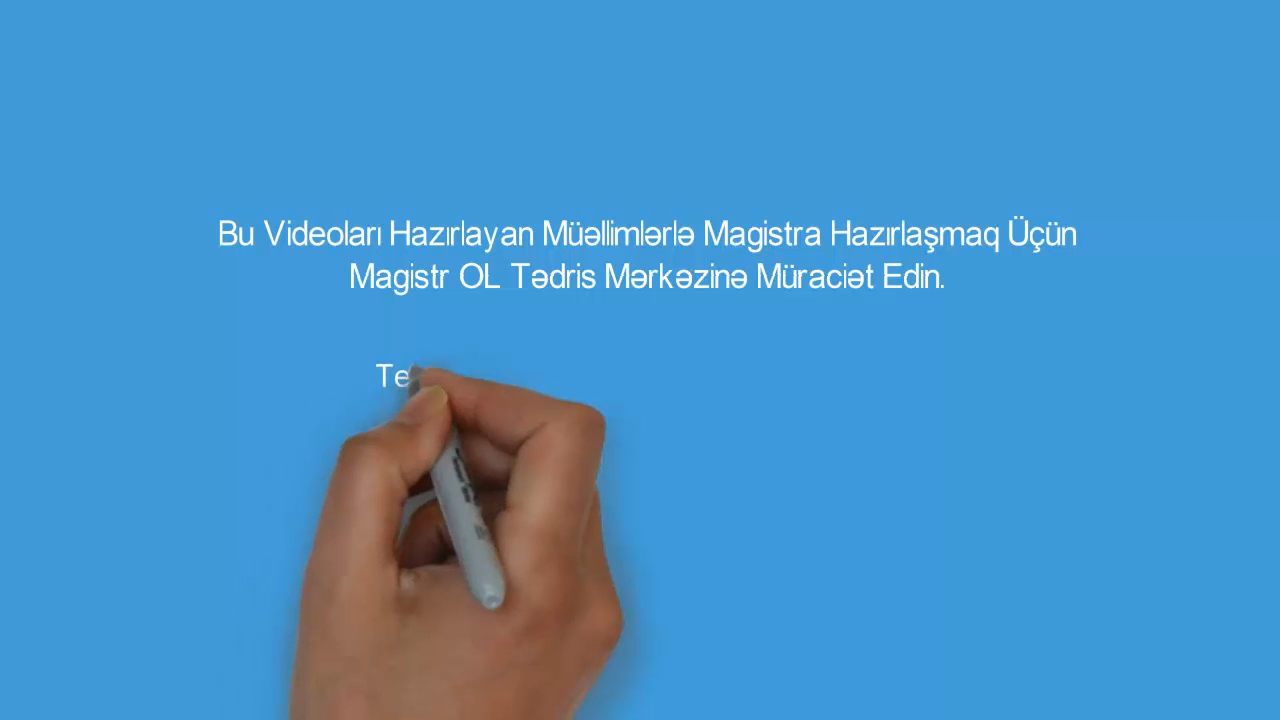 Bu Videoları Hazırlayan Müəllimlərlə Magistra Hazırlaşmaq Üçün
Magistr OL Tədris Mərkəzinə Müraciət Edin.
Te